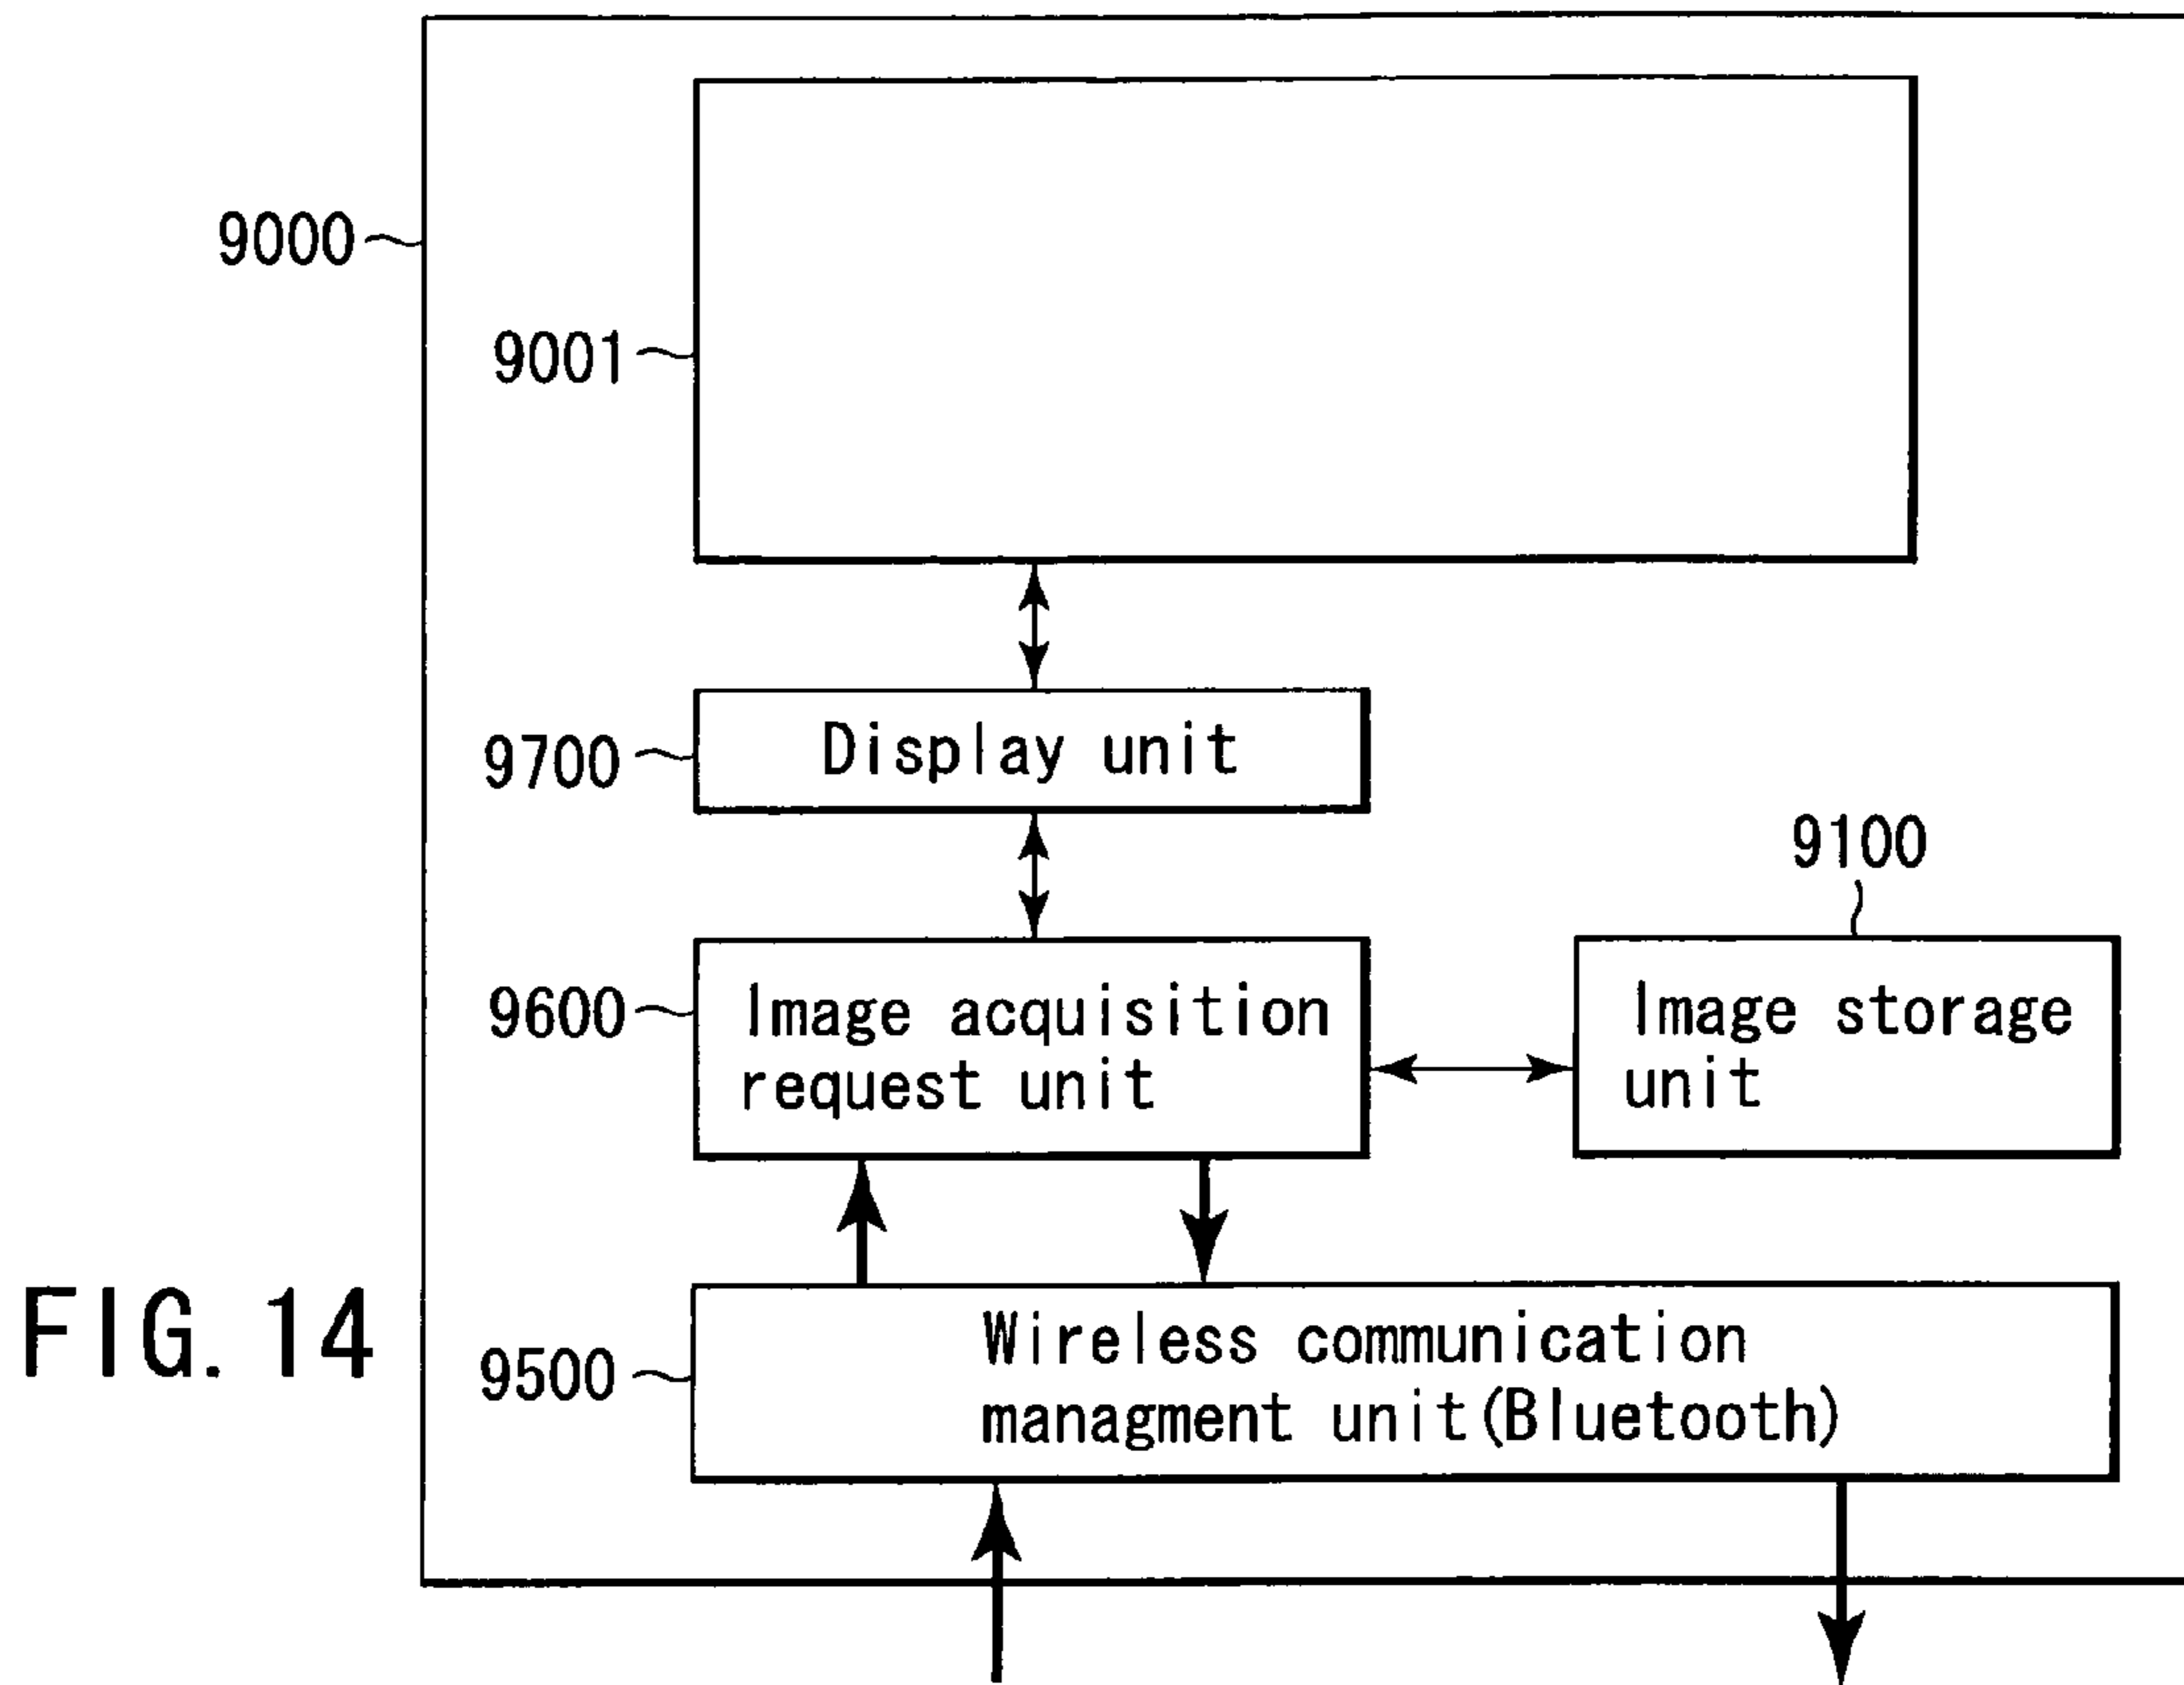 9000
9001
9700
Display unit
9100
9600
Image acquisition
request unit
Image storage
unit
FIG. 14
9500
Wireless communication
managment unit(Bluetooth)